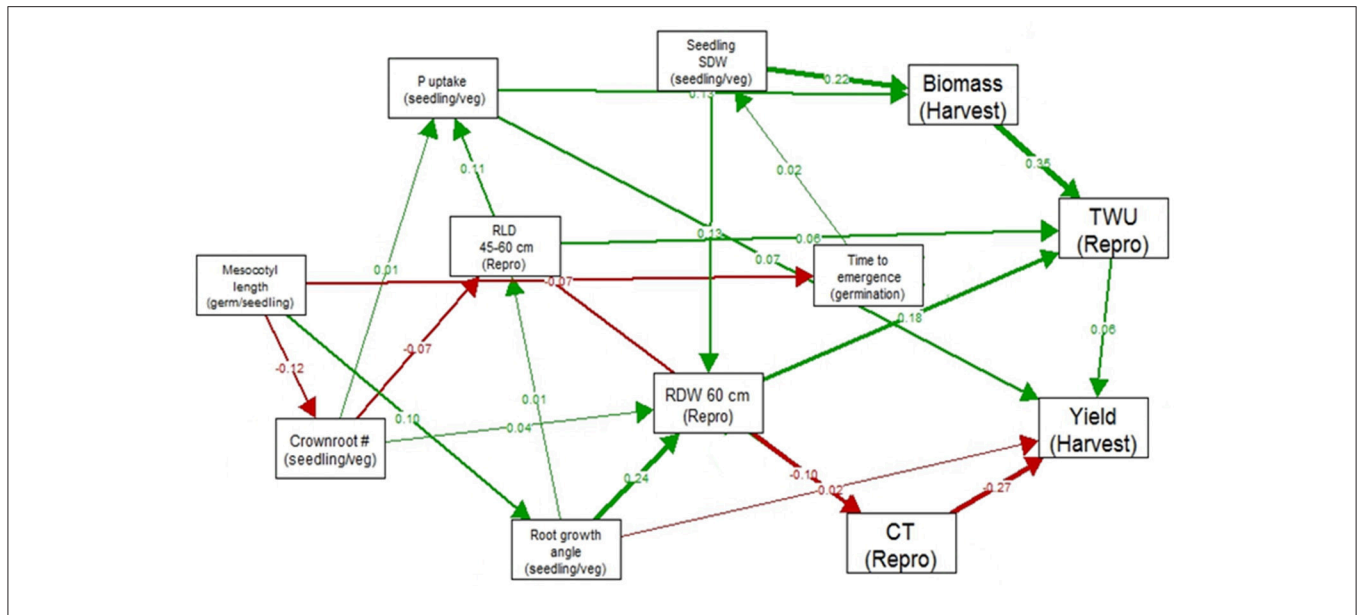 Seedling
SDW
(seedling/veg)
P uptake
(seedling/veg)
Biomass
(Harvest)
0.22
0.13
0.35
0.02
0.11
TWU
(Repro)
RLD
45-60 cm
(Repro)
0.13
0.06
0.07
Time to
emergence
(germination)
Mesocotyl
length
(germ/seedling)
0.01
-0.07
0.18
0.06
-0.07
-0.12
RDW 60 cm
(Repro)
0.10
0.01
0.04
Crownroot #
(seedling/veg)
Yield
(Harvest)
0.24
-0.10
-0.02
-0.27
Root growth
angle
(seedling/veg)
CT
(Repro)